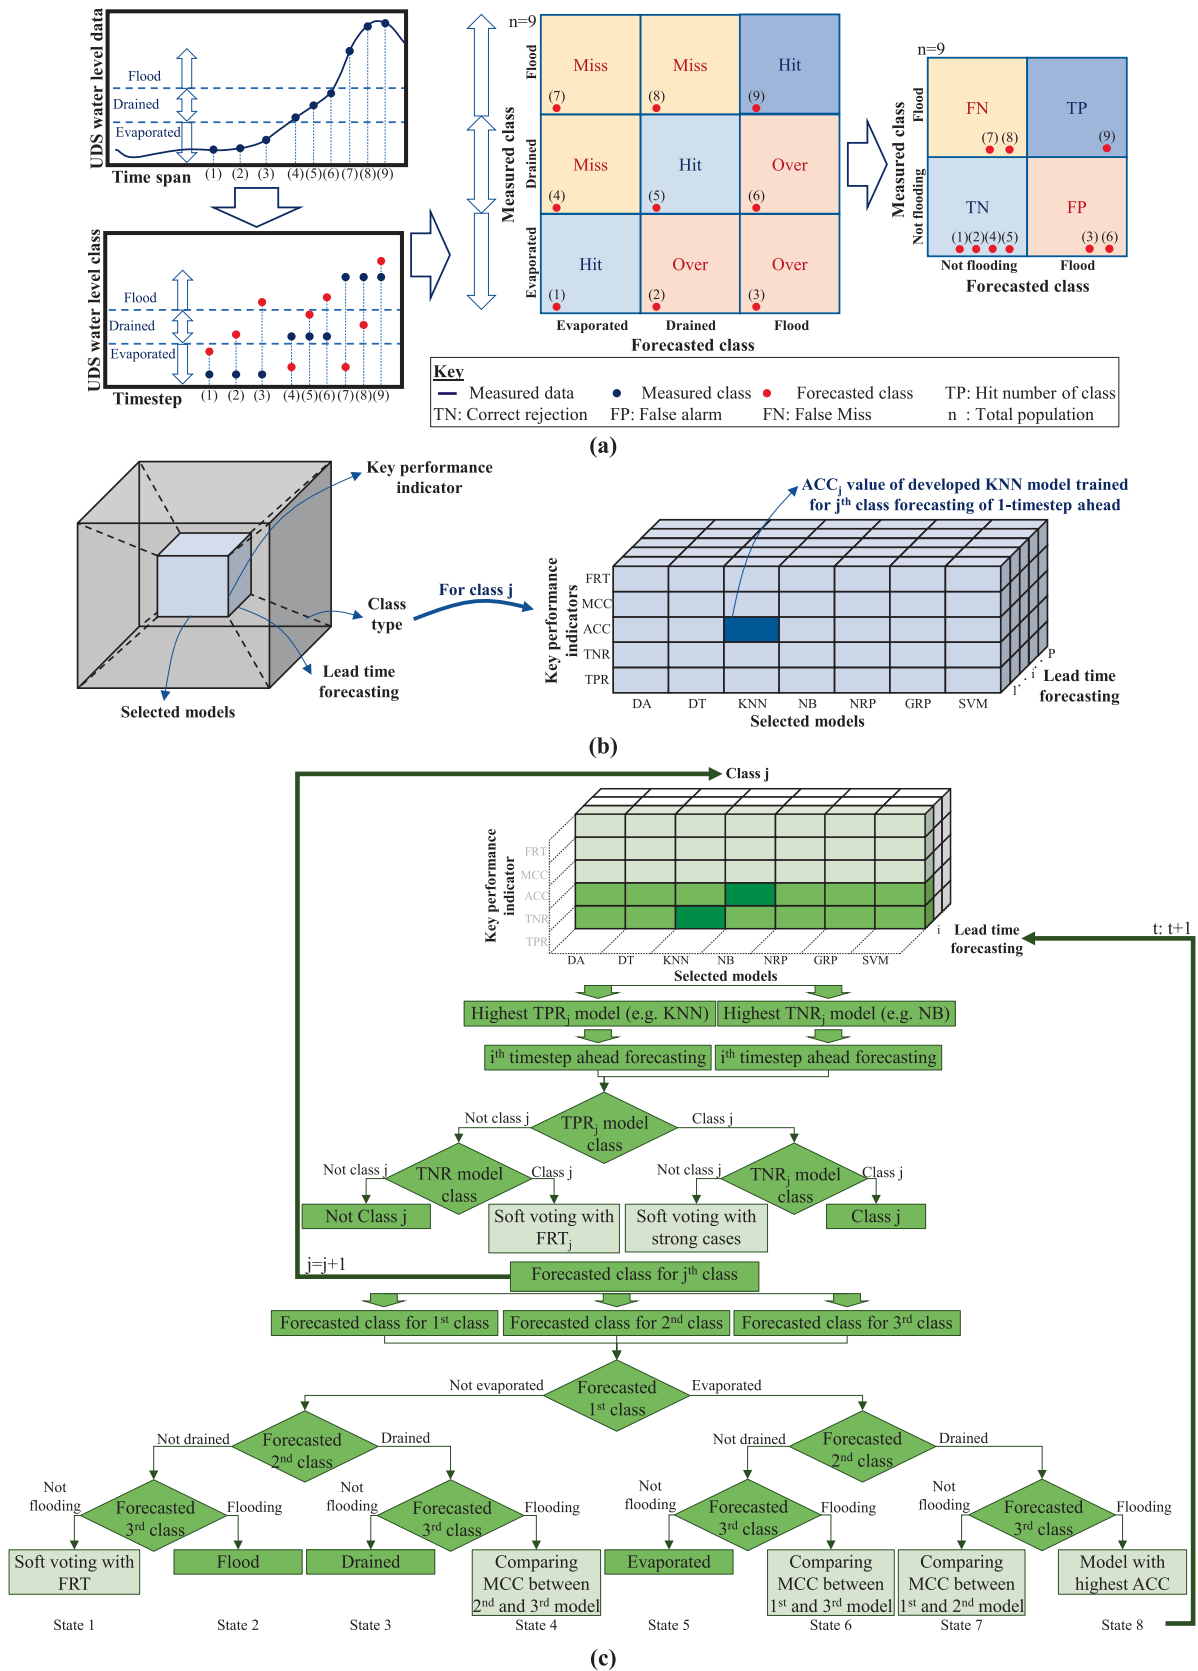 UDS water level data
Flood
Drained
Evaporated
Time span
(1) (2) (3) (4) (5) (6) (7) (8) (9)
UDS water level class
Flood
Drained
Evaporated
Timestep
(1) (2) (3) (4) (5) (6) (7) (8) (9)
n=9
Measured class
Flood
Drained
Evaporated
Miss
Miss
Hit
(7)
(8)
(9)
Miss
Hit
Over
(4)
(5)
(6)
Hit
Over
Over
(1)
(2)
(3)
Evaporated
Drained
Flood
Forecasted class
n=9
Measured class
Flood
Not flooding
FN
TP
(7) (8)
(9)
TN
FP
(1) (2) (4) (5)
(3) (6)
Not flooding
Flood
Forecasted class
Key
Measured data
Measured class
Forecasted class
TP: Hit number of class
TN: Correct rejection
FP: False alarm
FN: False Miss
n : Total population
(a)
Key performance
indicator
Class
type
Lead time
forecasting
Selected models
For class j
ACCj value of developed KNN model trained
for jth class forecasting of 1-timestep ahead
Key performance
indicators
FRT
MCC
ACC
TNR
TPR
DA
DT
KNN
NB
NRP
GRP
SVM
Selected models
1
i
P
Lead time
forecasting
(b)
Class j
Key performance
indicator
FRT
MCC
ACC
TNR
TPR
DA
DT
KNN
NB
NRP
GRP
SVM
Selected models
i
Lead time
forecasting
t: t+1
Highest TPRj model (e.g. KNN)
Highest TNRj model (e.g. NB)
ith timestep ahead forecasting
ith timestep ahead forecasting
Not class j
TPRj model
class
Class j
Not class j
TNR model
class
Class j
Not class j
TNRj model
class
Class j
Not Class j
Soft voting with
FRTj
Soft voting with
strong cases
Class j
j=j+1
Forecasted class for jth class
Forecasted class for 1st class
Forecasted class for 2nd class
Forecasted class for 3rd class
Not evaporated
Forecasted
1st class
Evaporated
Not drained
Forecasted
2nd class
Drained
Not drained
Forecasted
2nd class
Drained
Not
flooding
Forecasted
3rd class
Flooding
Not
flooding
Forecasted
3rd class
Flooding
Not
flooding
Forecasted
3rd class
Flooding
Not
flooding
Forecasted
3rd class
Flooding
Soft voting with
FRT
Flood
Drained
Comparing
MCC between
2nd and 3rd model
Evaporated
Comparing
MCC between
1st and 3rd model
Comparing
MCC between
1st and 2nd model
Model with
highest ACC
State 1
State 2
State 3
State 4
State 5
State 6
State 7
State 8
(c)